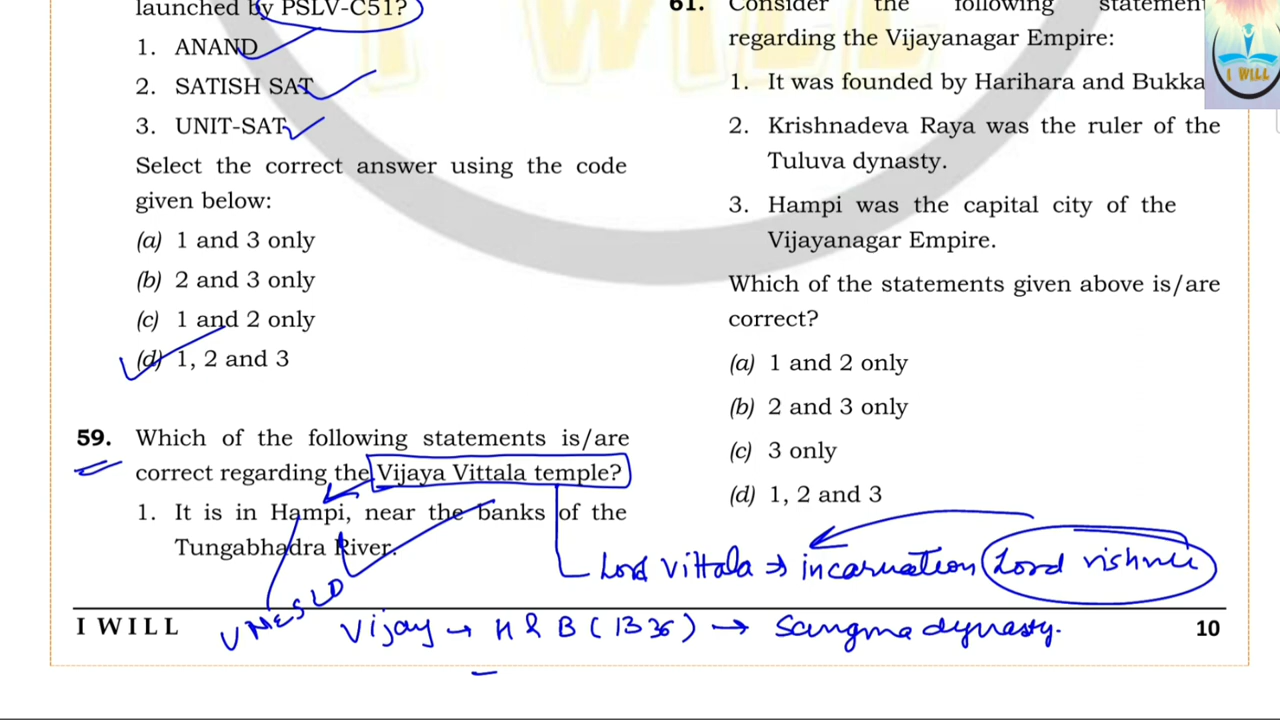 launched by PSLV-C51?
1. ANAND
2. SATISH SAT
3. UNIT-SAT
Select the correct answer using the code
given below:
(a) 1 and 3 only
(b) 2 and 3 only
(c) 1 and 2 only
(d) 1, 2 and 3
59. Which of the following statements is/are
correct regarding the Vijaya Vittala temple?
1. It is in Hampi, near the banks of the
Tungabhadra River.
61. Consider the following statement
regarding the Vijayanagar Empire:
1. It was founded by Harihara and Bukka
2. Krishnadeva Raya was the ruler of the
Tuluva dynasty.
3. Hampi was the capital city of the
Vijayanagar Empire.
Which of the statements given above is/are
correct?
(a) 1 and 2 only
(b) 2 and 3 only
(c) 3 only
(d) 1, 2 and 3
Lord Vittala ⇒ incarnation Lord vishnu
UNESCO
Vijay → H & B (1336) → Sangma dynasty.
I WILL
10
I WILL
I WILL